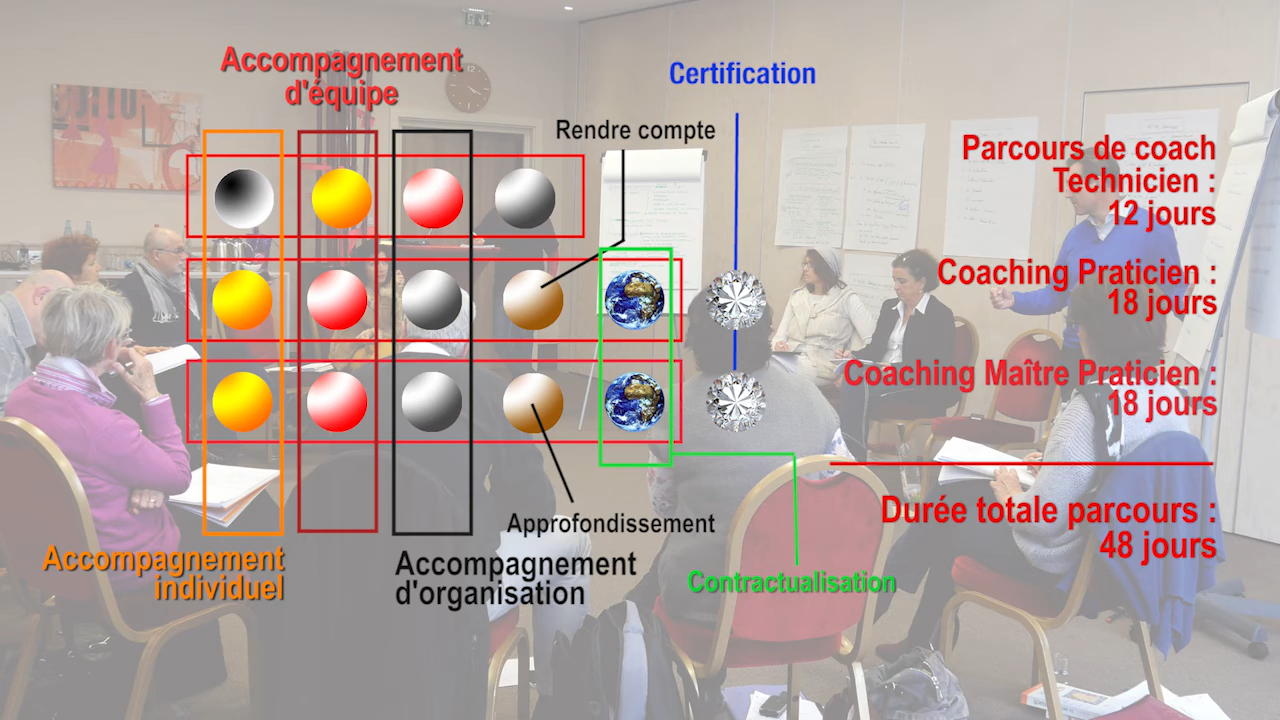 Accompagnement
d'équipe
Certification
Rendre compte
Parcours de coach
Technicien :
12 jours
Coaching Praticien :
18 jours
Coaching Maître Praticien :
18 jours
Durée totale parcours :
48 jours
Approfondissement
Accompagnement
individuel
Accompagnement
d'organisation
Contractualisation